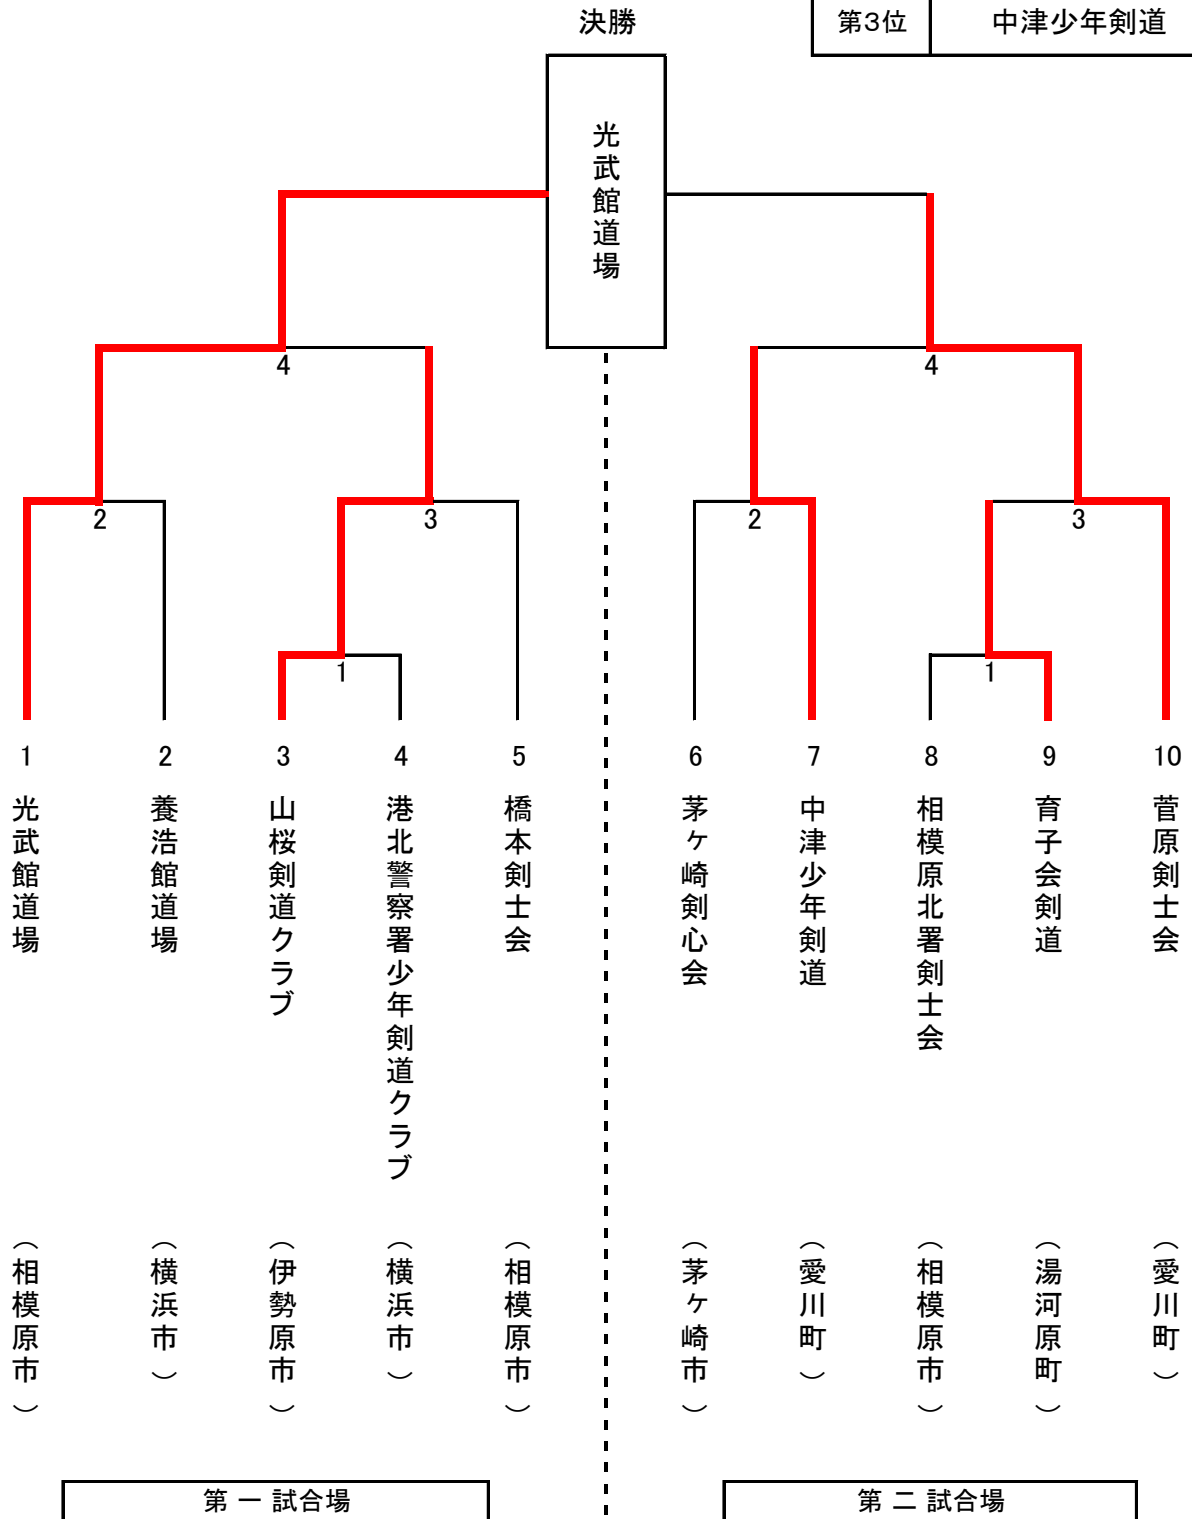 決勝
第3位 中津少年剣道
光武館道場
4
4
2
3
2
3
1
1
1
2
3
4
5
6
7
8
9
10
光武館道場
養浩館道場
山桜剣道クラブ
港北警察署少年剣道クラブ
橋本剣士会
茅ケ崎剣心会
中津少年剣道
相模原北署剣士会
育子会剣道
菅原剣士会
（相模原市）
（横浜市）
（伊勢原市）
（横浜市）
（相模原市）
（茅ケ崎市）
（愛川町）
（相模原市）
（湯河原町）
（愛川町）
第一試合場
第二試合場